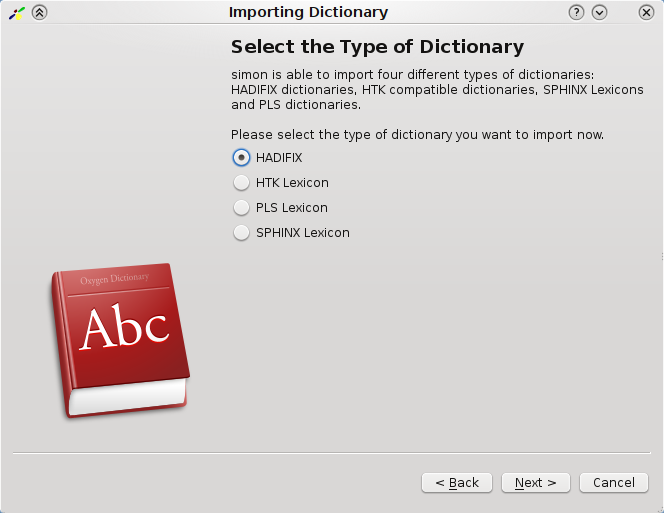 Importing Dictionary
Select the Type of Dictionary
simon is able to import four different types of dictionaries:
HADIFIX dictionaries, HTK compatible dictionaries, SPHINX Lexicons
and PLS dictionaries.
Please select the type of dictionary you want to import now.
HADIFIX
HTK Lexicon
PLS Lexicon
SPHINX Lexicon
Oxygen Dictionary
Abc
< Back
Next >
Cancel